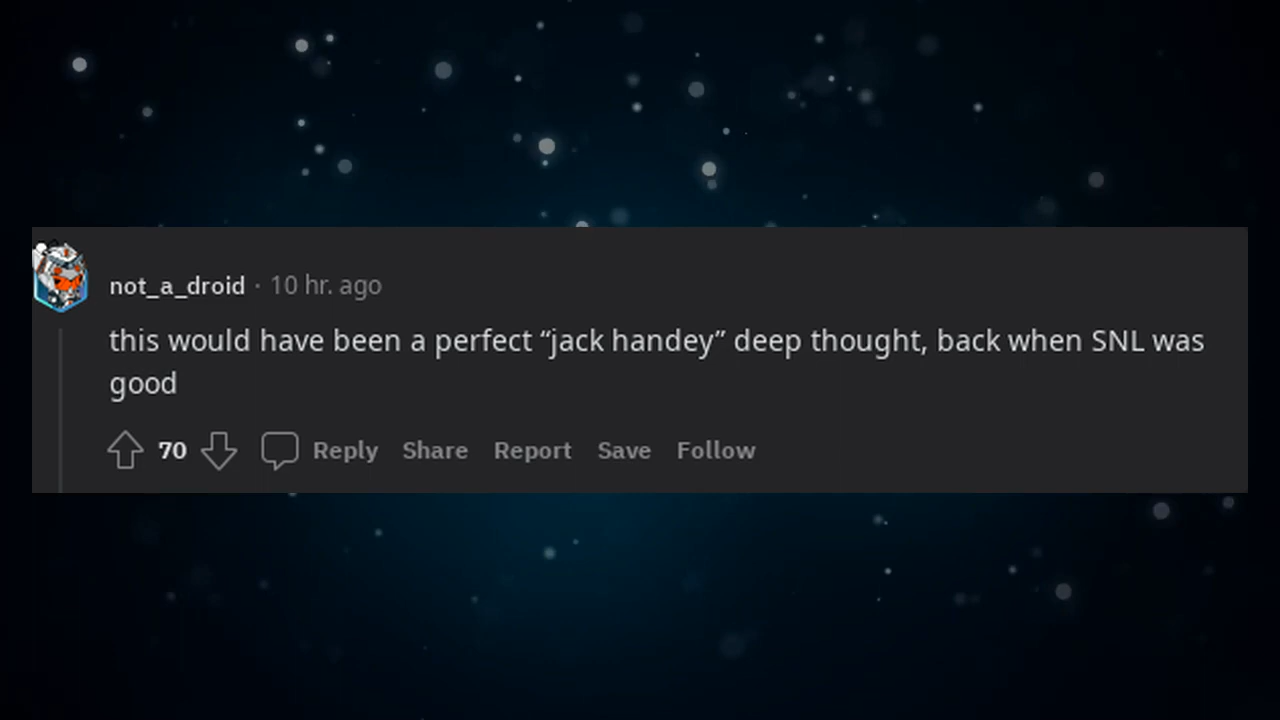 not_a_droid · 10 hr. ago
this would have been a perfect “jack handey” deep thought, back when SNL was
good
70 Reply Share Report Save Follow